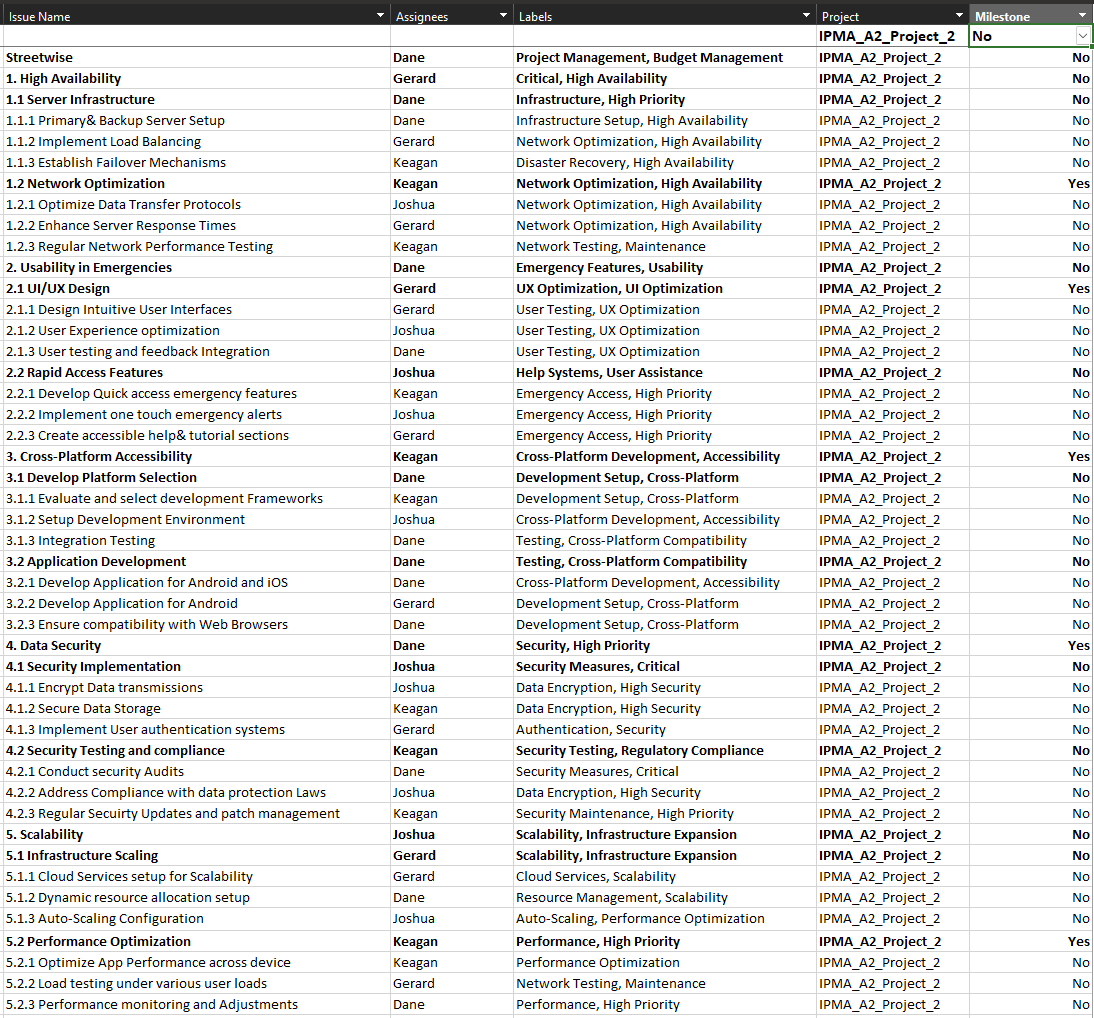 Issue Name Assignees Labels Project Milestone
IPMA_A2_Project_2 No
Streetwise Dane Project Management, Budget Management IPMA_A2_Project_2 No
1. High Availability Gerard Critical, High Availability IPMA_A2_Project_2 No
1.1 Server Infrastructure Dane Infrastructure, High Priority IPMA_A2_Project_2 No
1.1.1 Primary& Backup Server Setup Dane Infrastructure Setup, High Availability IPMA_A2_Project_2 No
1.1.2 Implement Load Balancing Gerard Network Optimization, High Availability IPMA_A2_Project_2 No
1.1.3 Establish Failover Mechanisms Keagan Disaster Recovery, High Availability IPMA_A2_Project_2 No
1.2 Network Optimization Keagan Network Optimization, High Availability IPMA_A2_Project_2 Yes
1.2.1 Optimize Data Transfer Protocols Joshua Network Optimization, High Availability IPMA_A2_Project_2 No
1.2.2 Enhance Server Response Times Gerard Network Optimization, High Availability IPMA_A2_Project_2 No
1.2.3 Regular Network Performance Testing Keagan Network Testing, Maintenance IPMA_A2_Project_2 No
2. Usability in Emergencies Dane Emergency Features, Usability IPMA_A2_Project_2 No
2.1 UI/UX Design Gerard UX Optimization, UI Optimization IPMA_A2_Project_2 Yes
2.1.1 Design Intuitive User Interfaces Gerard User Testing, UX Optimization IPMA_A2_Project_2 No
2.1.2 User Experience optimization Joshua User Testing, UX Optimization IPMA_A2_Project_2 No
2.1.3 User testing and feedback Integration Dane User Testing, UX Optimization IPMA_A2_Project_2 No
2.2 Rapid Access Features Joshua Help Systems, User Assistance IPMA_A2_Project_2 No
2.2.1 Develop Quick access emergency features Keagan Emergency Access, High Priority IPMA_A2_Project_2 No
2.2.2 Implement one touch emergency alerts Joshua Emergency Access, High Priority IPMA_A2_Project_2 No
2.2.3 Create accessible help& tutorial sections Gerard Emergency Access, High Priority IPMA_A2_Project_2 No
3. Cross-Platform Accessibility Keagan Cross-Platform Development, Accessibility IPMA_A2_Project_2 Yes
3.1 Develop Platform Selection Dane Development Setup, Cross-Platform IPMA_A2_Project_2 No
3.1.1 Evaluate and select development Frameworks Keagan Development Setup, Cross-Platform IPMA_A2_Project_2 No
3.1.2 Setup Development Environment Joshua Cross-Platform Development, Accessibility IPMA_A2_Project_2 No
3.1.3 Integration Testing Dane Testing, Cross-Platform Compatibility IPMA_A2_Project_2 No
3.2 Application Development Dane Testing, Cross-Platform Compatibility IPMA_A2_Project_2 No
3.2.1 Develop Application for Android and iOS Dane Cross-Platform Development, Accessibility IPMA_A2_Project_2 No
3.2.2 Develop Application for Android Gerard Development Setup, Cross-Platform IPMA_A2_Project_2 No
3.2.3 Ensure compatibility with Web Browsers Dane Development Setup, Cross-Platform IPMA_A2_Project_2 No
4. Data Security Dane Security, High Priority IPMA_A2_Project_2 Yes
4.1 Security Implementation Joshua Security Measures, Critical IPMA_A2_Project_2 No
4.1.1 Encrypt Data transmissions Joshua Data Encryption, High Security IPMA_A2_Project_2 No
4.1.2 Secure Data Storage Keagan Data Encryption, High Security IPMA_A2_Project_2 No
4.1.3 Implement User authentication systems Gerard Authentication, Security IPMA_A2_Project_2 No
4.2 Security Testing and compliance Keagan Security Testing, Regulatory Compliance IPMA_A2_Project_2 No
4.2.1 Conduct security Audits Dane Security Measures, Critical IPMA_A2_Project_2 No
4.2.2 Address Compliance with data protection Laws Joshua Data Encryption, High Security IPMA_A2_Project_2 No
4.2.3 Regular Secuirty Updates and patch management Keagan Security Maintenance, High Priority IPMA_A2_Project_2 No
5. Scalability Joshua Scalability, Infrastructure Expansion IPMA_A2_Project_2 No
5.1 Infrastructure Scaling Gerard Scalability, Infrastructure Expansion IPMA_A2_Project_2 No
5.1.1 Cloud Services setup for Scalability Gerard Cloud Services, Scalability IPMA_A2_Project_2 No
5.1.2 Dynamic resource allocation setup Dane Resource Management, Scalability IPMA_A2_Project_2 No
5.1.3 Auto-Scaling Configuration Joshua Auto-Scaling, Performance Optimization IPMA_A2_Project_2 No
5.2 Performance Optimization Keagan Performance, High Priority IPMA_A2_Project_2 Yes
5.2.1 Optimize App Performance across device Keagan Performance Optimization IPMA_A2_Project_2 No
5.2.2 Load testing under various user loads Gerard Network Testing, Maintenance IPMA_A2_Project_2 No
5.2.3 Performance monitoring and Adjustments Dane Performance, High Priority IPMA_A2_Project_2 No